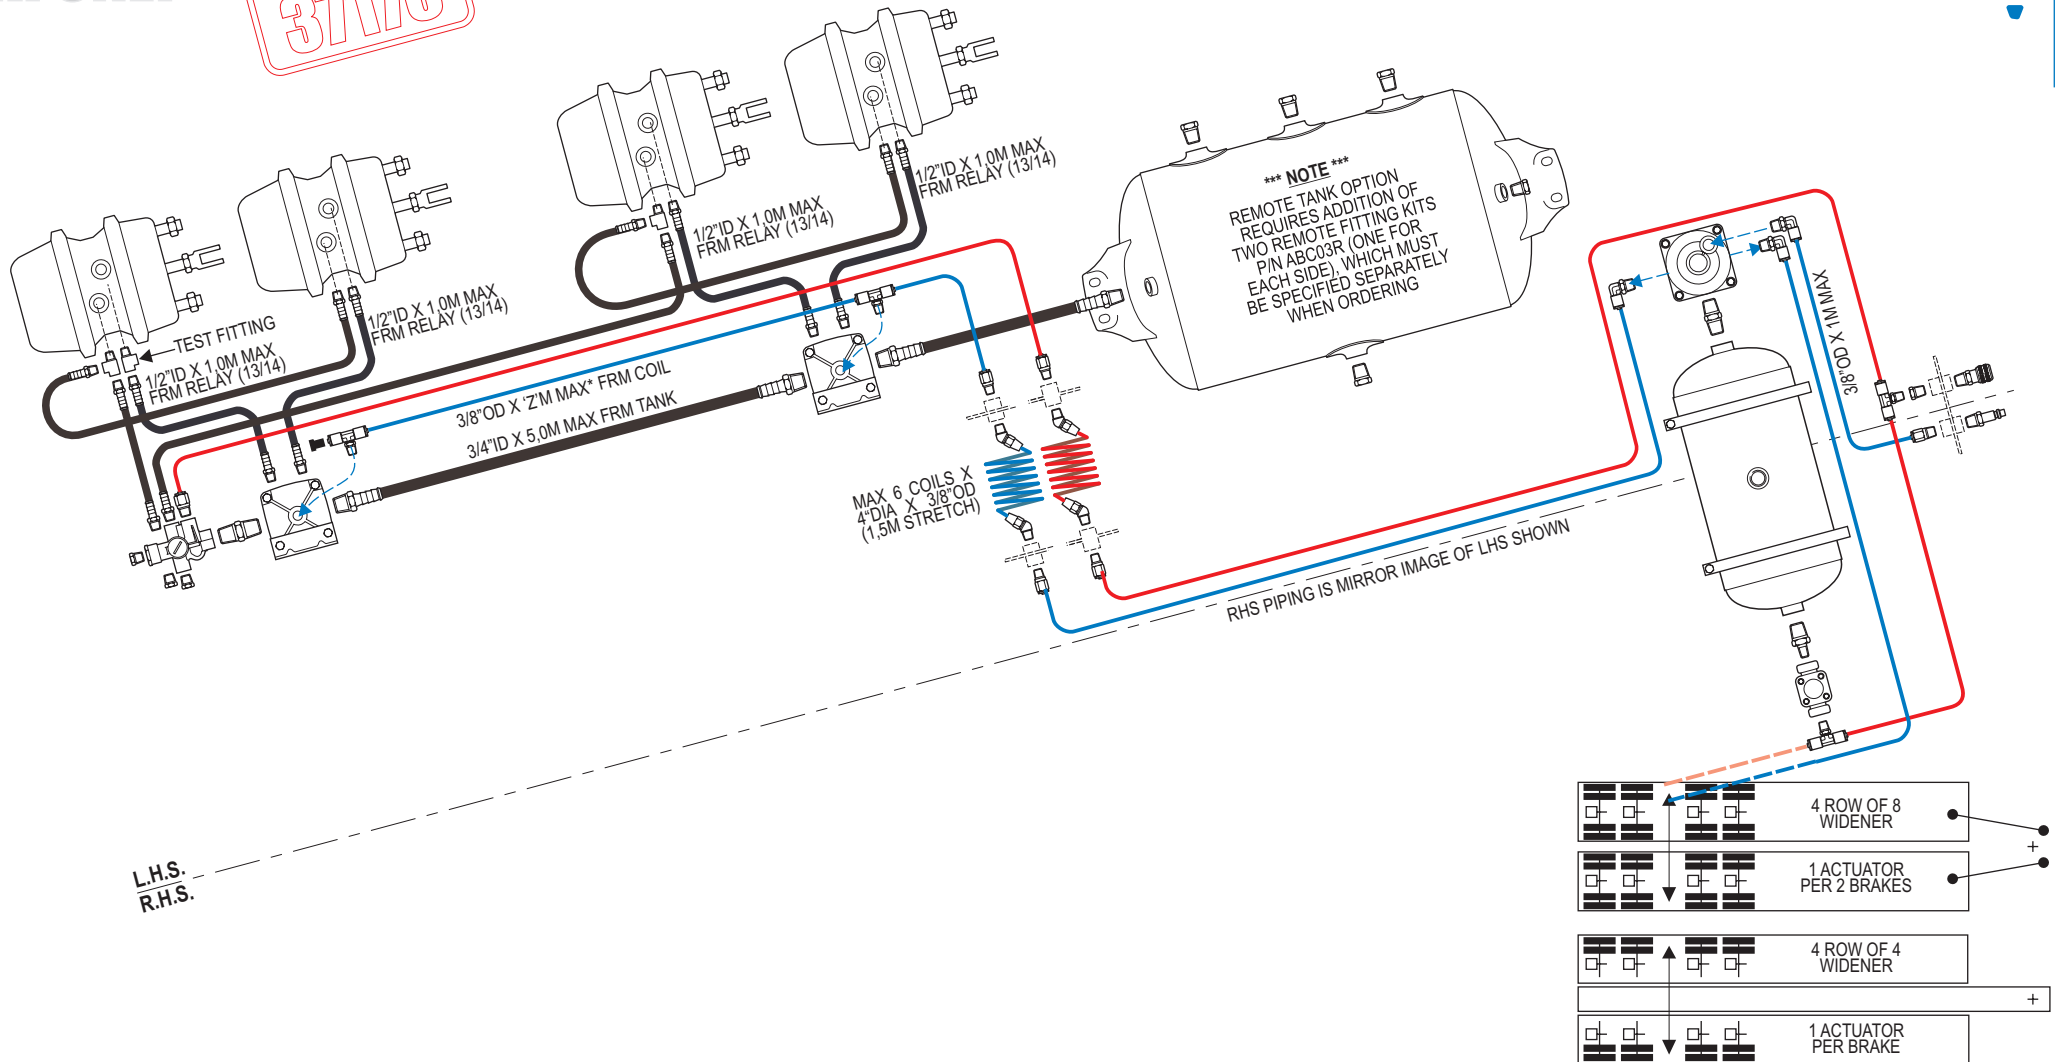 1/2"ID X 1,0M MAX
FRM RELAY (13/14)
1/2"ID X 1,0M MAX
FRM RELAY (13/14)
*** NOTE ***
REMOTE TANK OPTION
REQUIRES ADDITION OF
TWO REMOTE FITTING KITS
P/N ABC03R (ONE FOR
EACH SIDE), WHICH MUST
BE SPECIFIED SEPARATELY
WHEN ORDERING
1/2"ID X 1,0M MAX
FRM RELAY (13/14)
TEST FITTING
1/2"ID X 1,0M MAX
FRM RELAY (13/14)
3/8"OD X 'Z'M MAX* FRM COIL
3/4"ID X 5,0M MAX FRM TANK
3/8"OD X 1M MAX
MAX 6 COILS X
4"DIA X 3/8"OD
(1,5M STRETCH)
RHS PIPING IS MIRROR IMAGE OF LHS SHOWN
L.H.S.
R.H.S.
4 ROW OF 8
WIDENER
+
1 ACTUATOR
PER 2 BRAKES
4 ROW OF 4
WIDENER
+
1 ACTUATOR
PER BRAKE